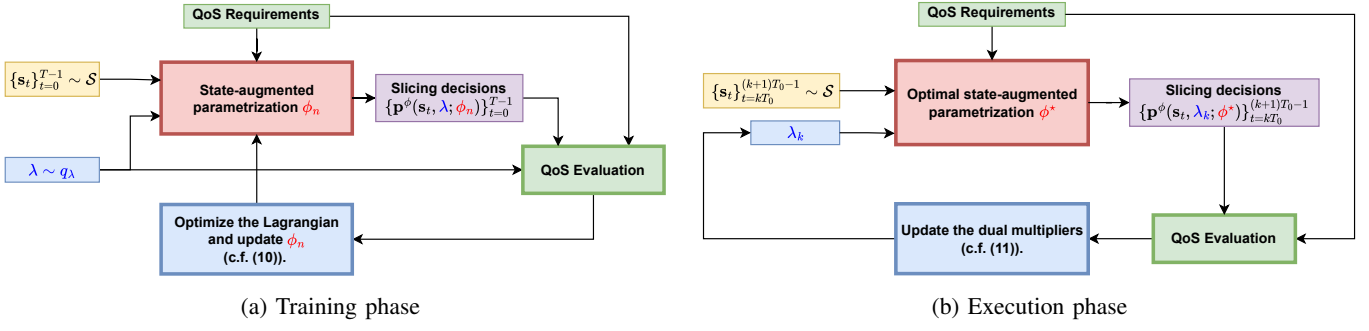 QoS Requirements
{s_t}_{t=0}^{T-1} ∼ S
State-augmented
parametrization ϕ_n
Slicing decisions
{p^ϕ(s_t, λ; ϕ_n)}_{t=0}^{T-1}
λ ∼ q_λ
QoS Evaluation
Optimize the Lagrangian
and update ϕ_n
(c.f. (10)).
(a) Training phase
QoS Requirements
{s_t}_{t=kT_0}^{(k+1)T_0-1} ∼ S
Optimal state-augmented
parametrization ϕ^⋆
Slicing decisions
{p^ϕ(s_t, λ_k; ϕ^⋆)}_{t=kT_0}^{(k+1)T_0-1}
λ_k
Update the dual multipliers
(c.f. (11)).
QoS Evaluation
(b) Execution phase